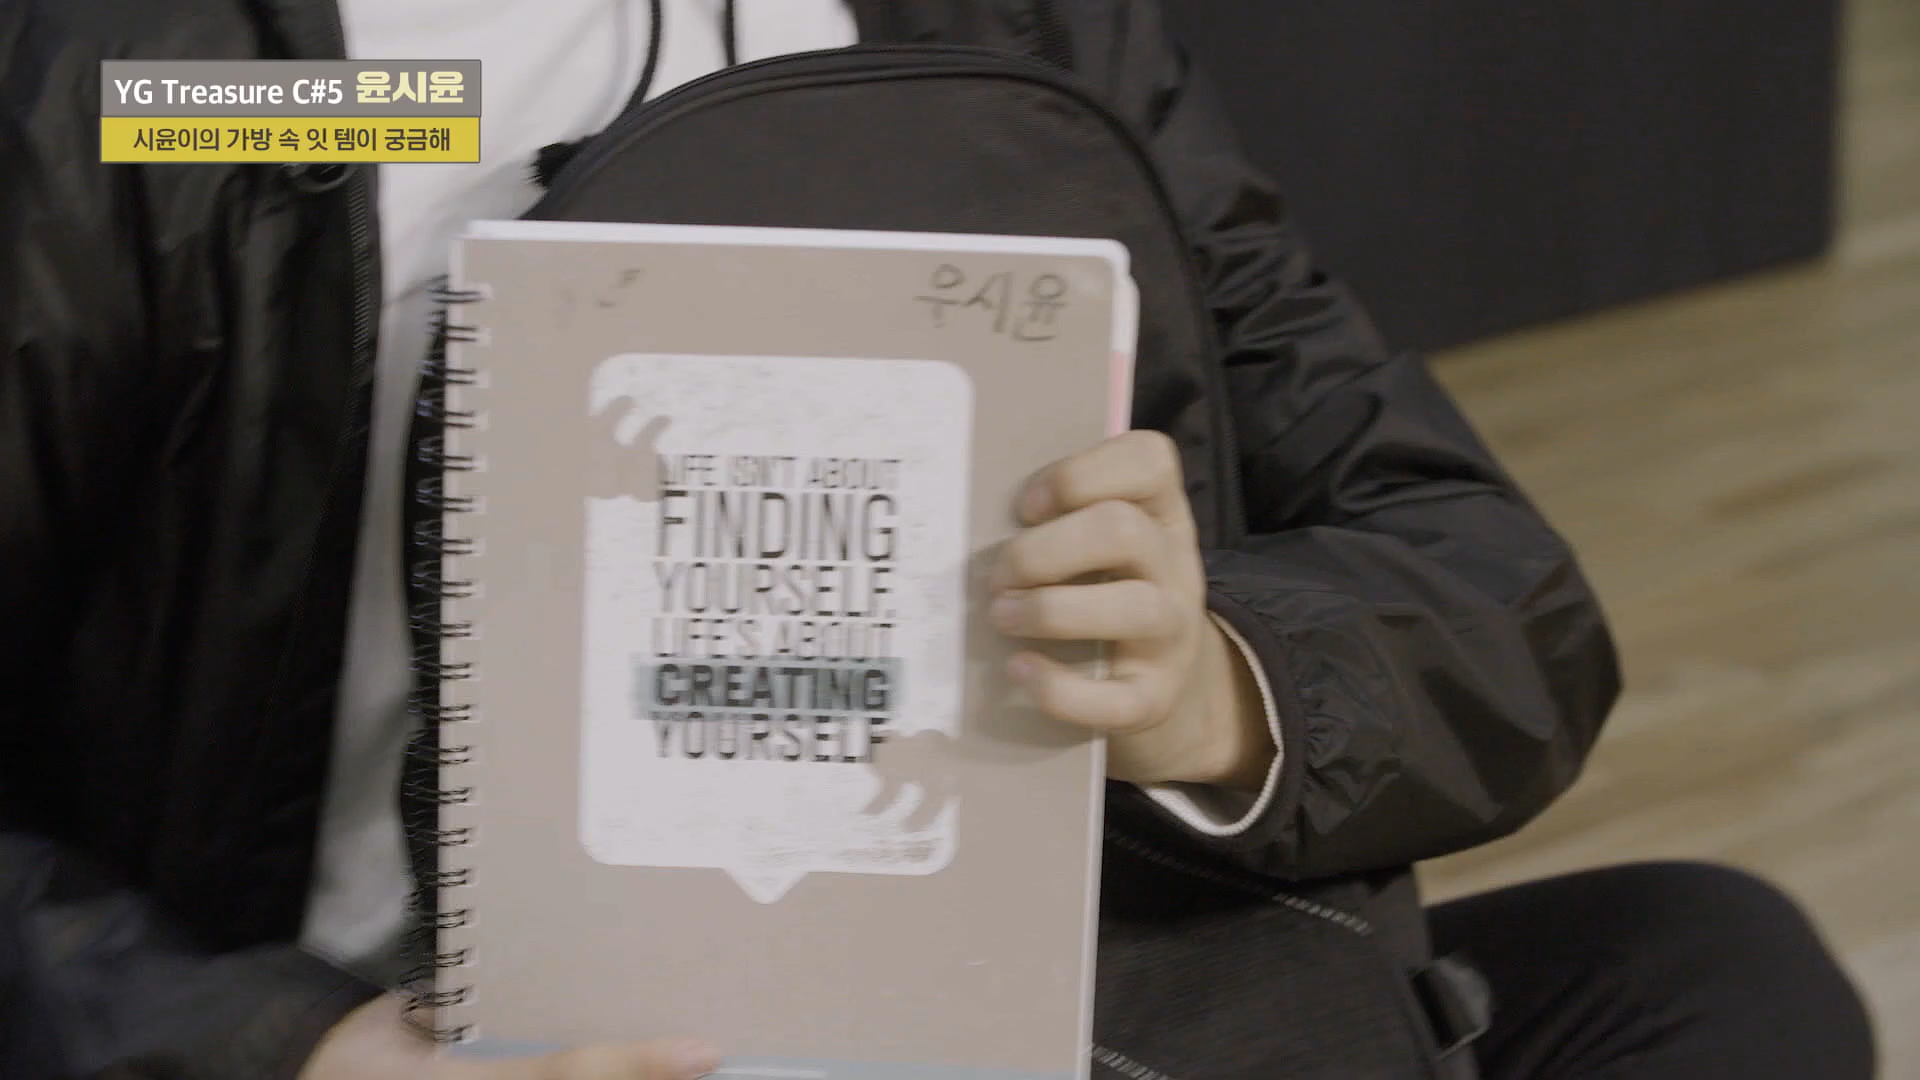 YG Treasure C#5 윤시윤
시윤이의 가방 속 잇 템이 궁금해
윤시윤
LIFE ISN'T ABOUT
FINDING
YOURSELF.
LIFE'S ABOUT
CREATING
YOURSELF